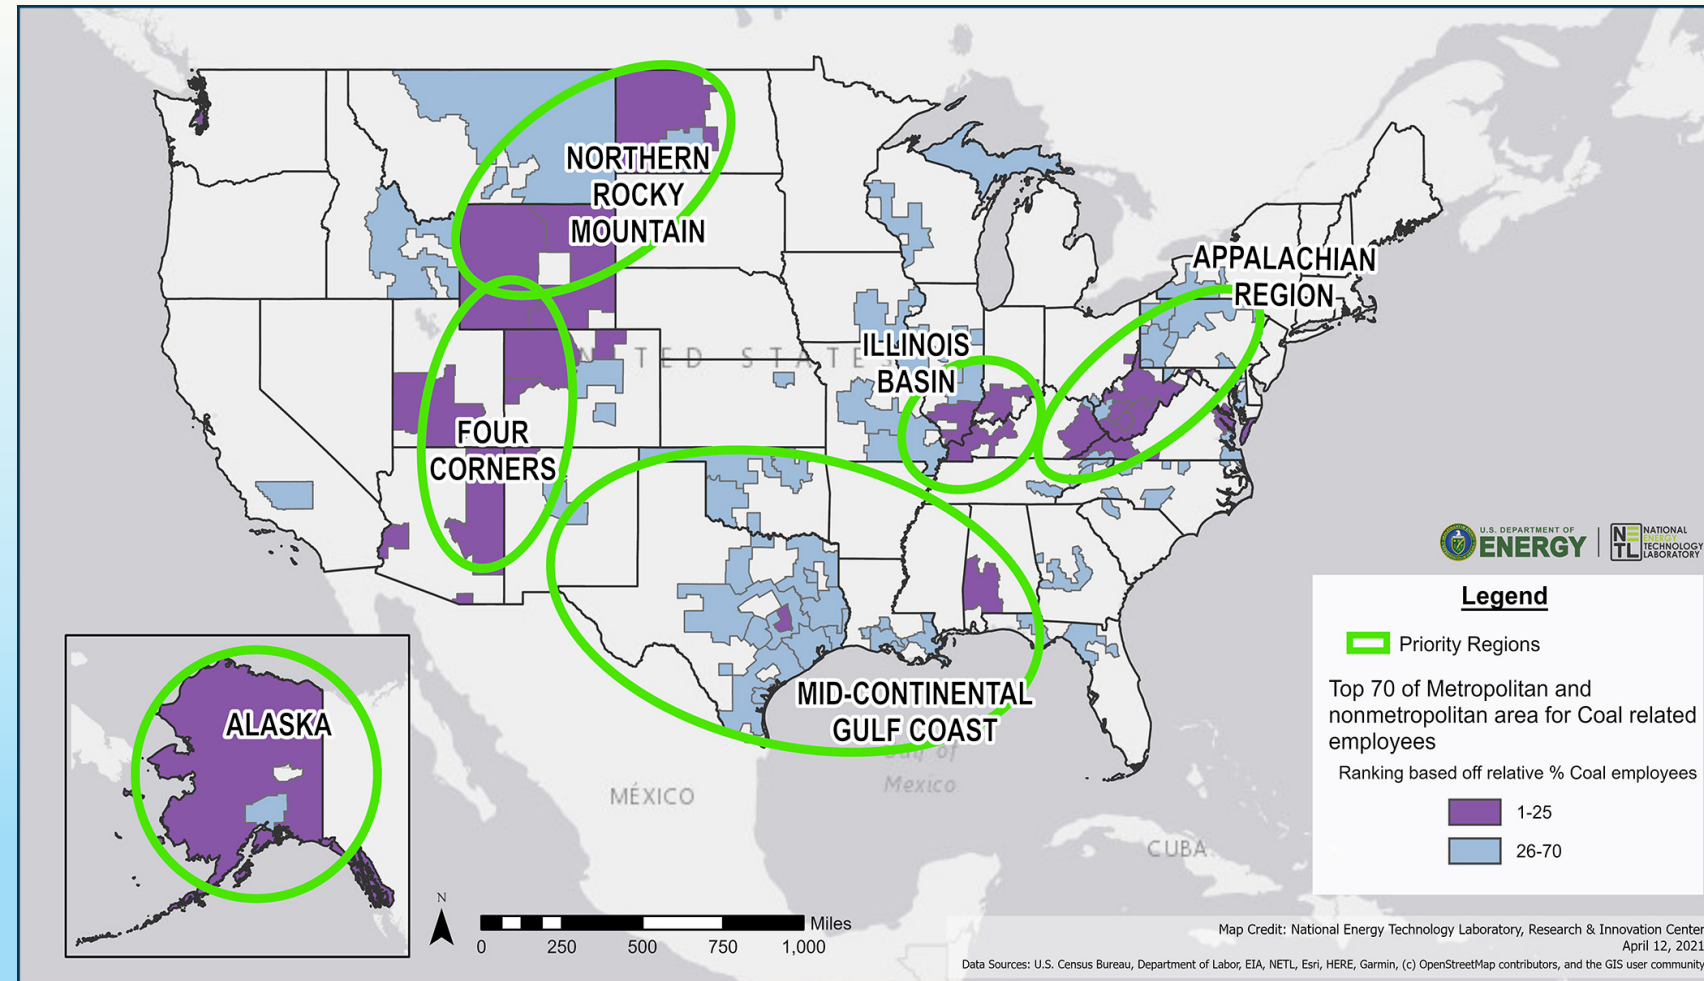 NORTHERN
ROCKY
MOUNTAIN
APPALACHIAN
REGION
ILLINOIS
BASIN
UNITED STATES
FOUR
CORNERS
MID-CONTINENTAL
GULF COAST
Gulf of
Mexico
MÉXICO
CUBA
ALASKA
U.S. DEPARTMENT OF
ENERGY
NETL
NATIONAL
ENERGY
TECHNOLOGY
LABORATORY
Legend
Priority Regions
Top 70 of Metropolitan and
nonmetropolitan area for Coal related
employees
Ranking based off relative % Coal employees
1-25
26-70
N
Miles
0 250 500 750 1,000
Map Credit: National Energy Technology Laboratory, Research & Innovation Center
April 12, 2021
Data Sources: U.S. Census Bureau, Department of Labor, EIA, NETL, Esri, HERE, Garmin, (c) OpenStreetMap contributors, and the GIS user community